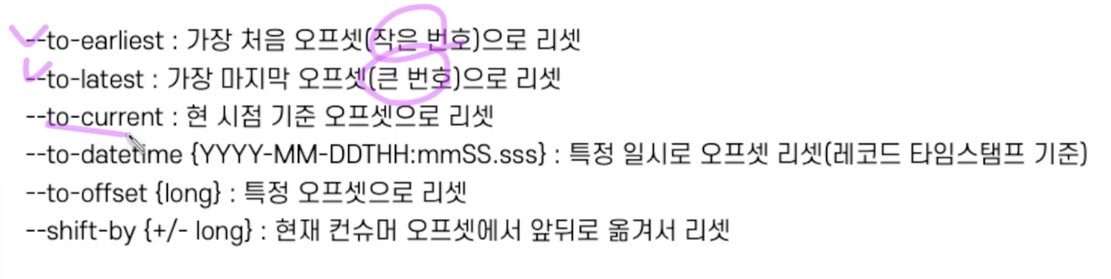 --to-earliest : 가장 처음 오프셋(작은 번호)으로 리셋
--to-latest : 가장 마지막 오프셋(큰 번호)으로 리셋
--to-current : 현 시점 기준 오프셋으로 리셋
--to-datetime {YYYY-MM-DDTHH:mmSS.sss} : 특정 일시로 오프셋 리셋(레코드 타임스탬프 기준)
--to-offset {long} : 특정 오프셋으로 리셋
--shift-by {+/- long} : 현재 컨슈머 오프셋에서 앞뒤로 옮겨서 리셋